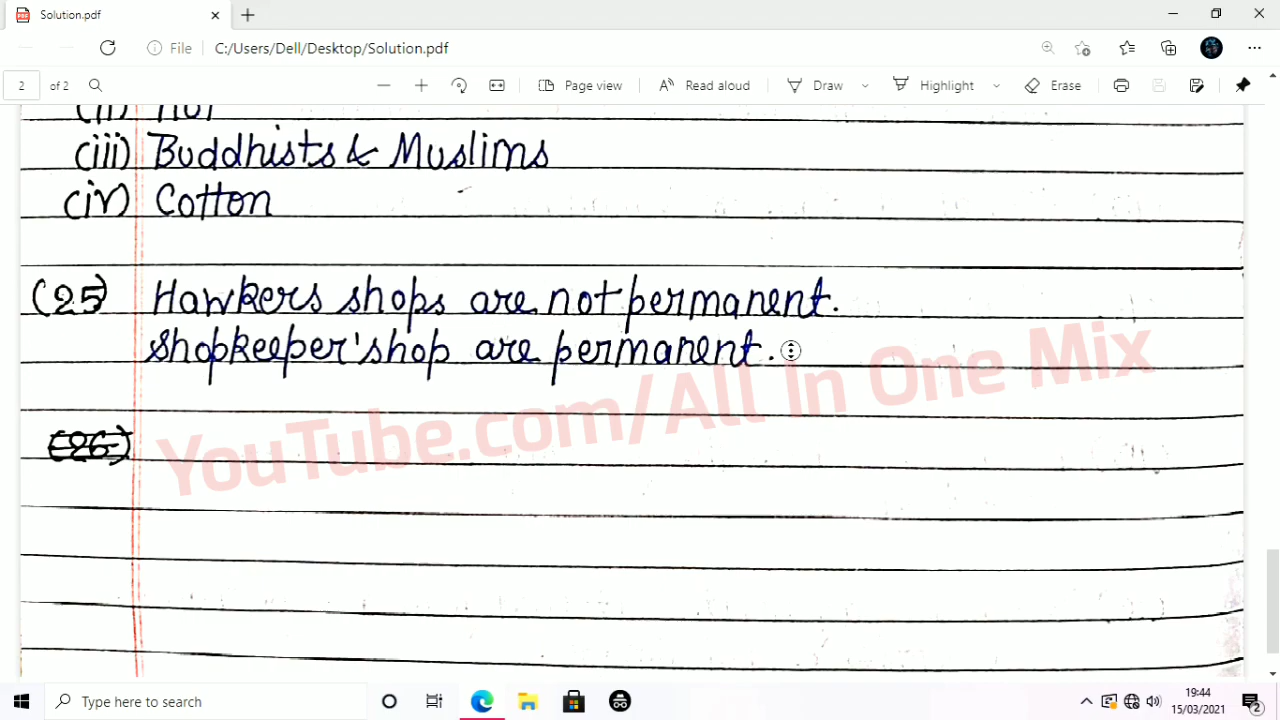 Solution.pdf
File C:/Users/Dell/Desktop/Solution.pdf
2 of 2 Page view Read aloud Draw Highlight Erase
(iii) Buddhists & Muslims
(iv) Cotton
(25) Hawkers shops are not permanent.
Shopkeeper'shop are permanent.
YouTube.com/All In One Mix
(26)
Type here to search
19:44
15/03/2021
2